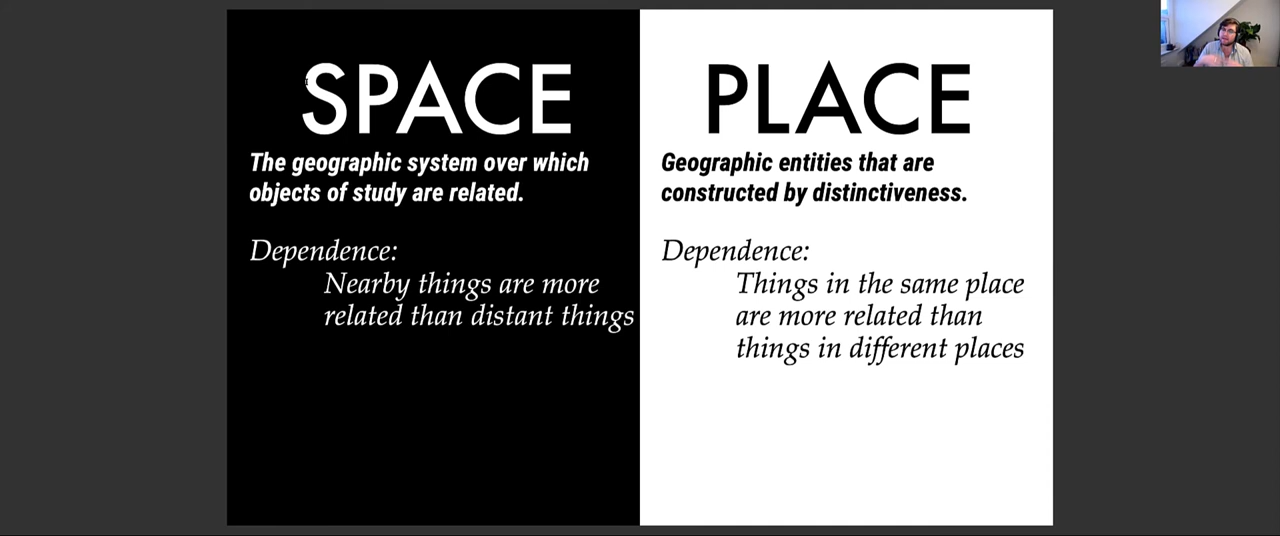 SPACE
The geographic system over which
objects of study are related.
Dependence:
Nearby things are more
related than distant things
PLACE
Geographic entities that are
constructed by distinctiveness.
Dependence:
Things in the same place
are more related than
things in different places